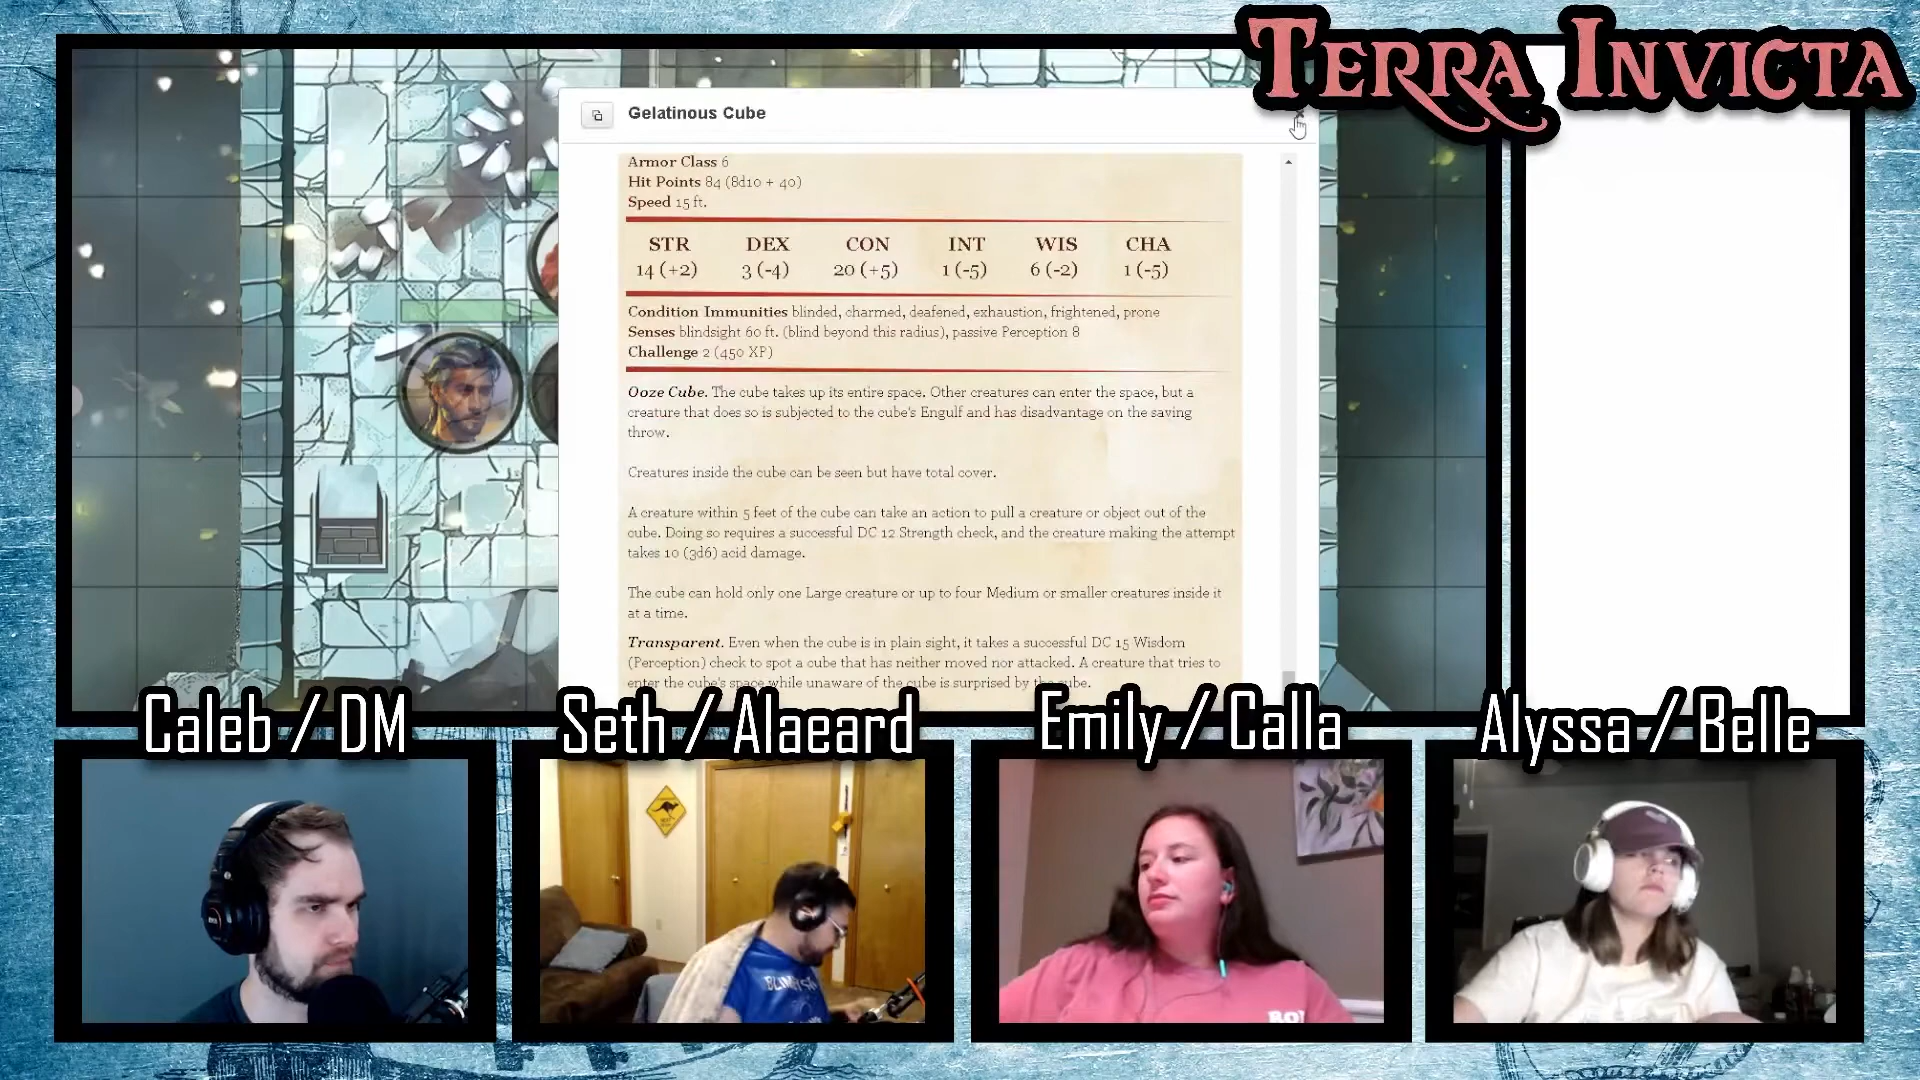 TERRA INVICTA
Gelatinous Cube
Armor Class 6
Hit Points 84 (8d10 + 40)
Speed 15 ft.
STR DEX CON INT WIS CHA
14 (+2) 3 (-4) 20 (+5) 1 (-5) 6 (-2) 1 (-5)
Condition Immunities blinded, charmed, deafened, exhaustion, frightened, prone
Senses blindsight 60 ft. (blind beyond this radius), passive Perception 8
Challenge 2 (450 XP)
Ooze Cube. The cube takes up its entire space. Other creatures can enter the space, but a
creature that does so is subjected to the cube's Engulf and has disadvantage on the saving
throw.
Creatures inside the cube can be seen but have total cover.
A creature within 5 feet of the cube can take an action to pull a creature or object out of the
cube. Doing so requires a successful DC 12 Strength check, and the creature making the attempt
takes 10 (3d6) acid damage.
The cube can hold only one Large creature or up to four Medium or smaller creatures inside it
at a time.
Transparent. Even when the cube is in plain sight, it takes a successful DC 15 Wisdom
(Perception) check to spot a cube that has neither moved nor attacked. A creature that tries to
enter the cube's space while unaware of the cube is surprised by the cube.
Caleb / DM
Seth / Alaeard
Emily / Calla
Alyssa / Belle